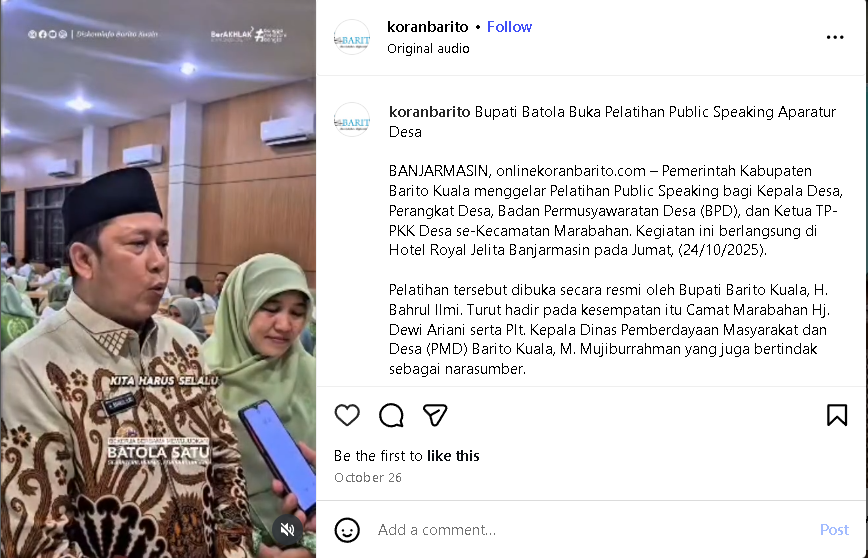 Diskominfo Barito Kuala
BerAKHLAK
KITA HARUS SELALU
BEKERJA BERSAMA MEWUJUDKAN
BATOLA SATU
BARIT
koranbarito • Follow
Original audio
BARIT
koranbarito Bupati Batola Buka Pelatihan Public Speaking Aparatur
Desa
BANJARMASIN, onlinekoranbarito.com – Pemerintah Kabupaten
Barito Kuala menggelar Pelatihan Public Speaking bagi Kepala Desa,
Perangkat Desa, Badan Permusyawaratan Desa (BPD), dan Ketua TP-
PKK Desa se-Kecamatan Marabahan. Kegiatan ini berlangsung di
Hotel Royal Jelita Banjarmasin pada Jumat, (24/10/2025).
Pelatihan tersebut dibuka secara resmi oleh Bupati Barito Kuala, H.
Bahrul Ilmi. Turut hadir pada kesempatan itu Camat Marabahan Hj.
Dewi Ariani serta Plt. Kepala Dinas Pemberdayaan Masyarakat dan
Desa (PMD) Barito Kuala, M. Mujiburrahman yang juga bertindak
sebagai narasumber.
Be the first to like this
October 26
Add a comment...
Post